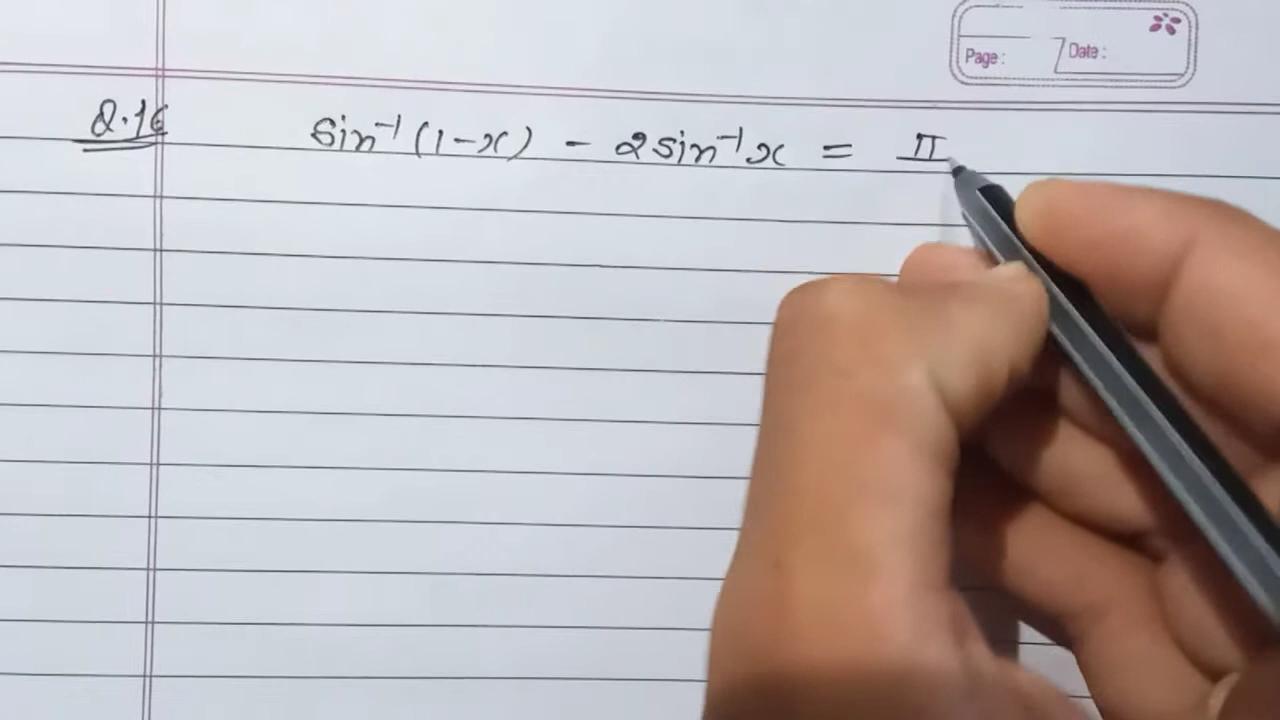 Page: Date:
Q.16 sin⁻¹(1-x) - 2sin⁻¹x = π